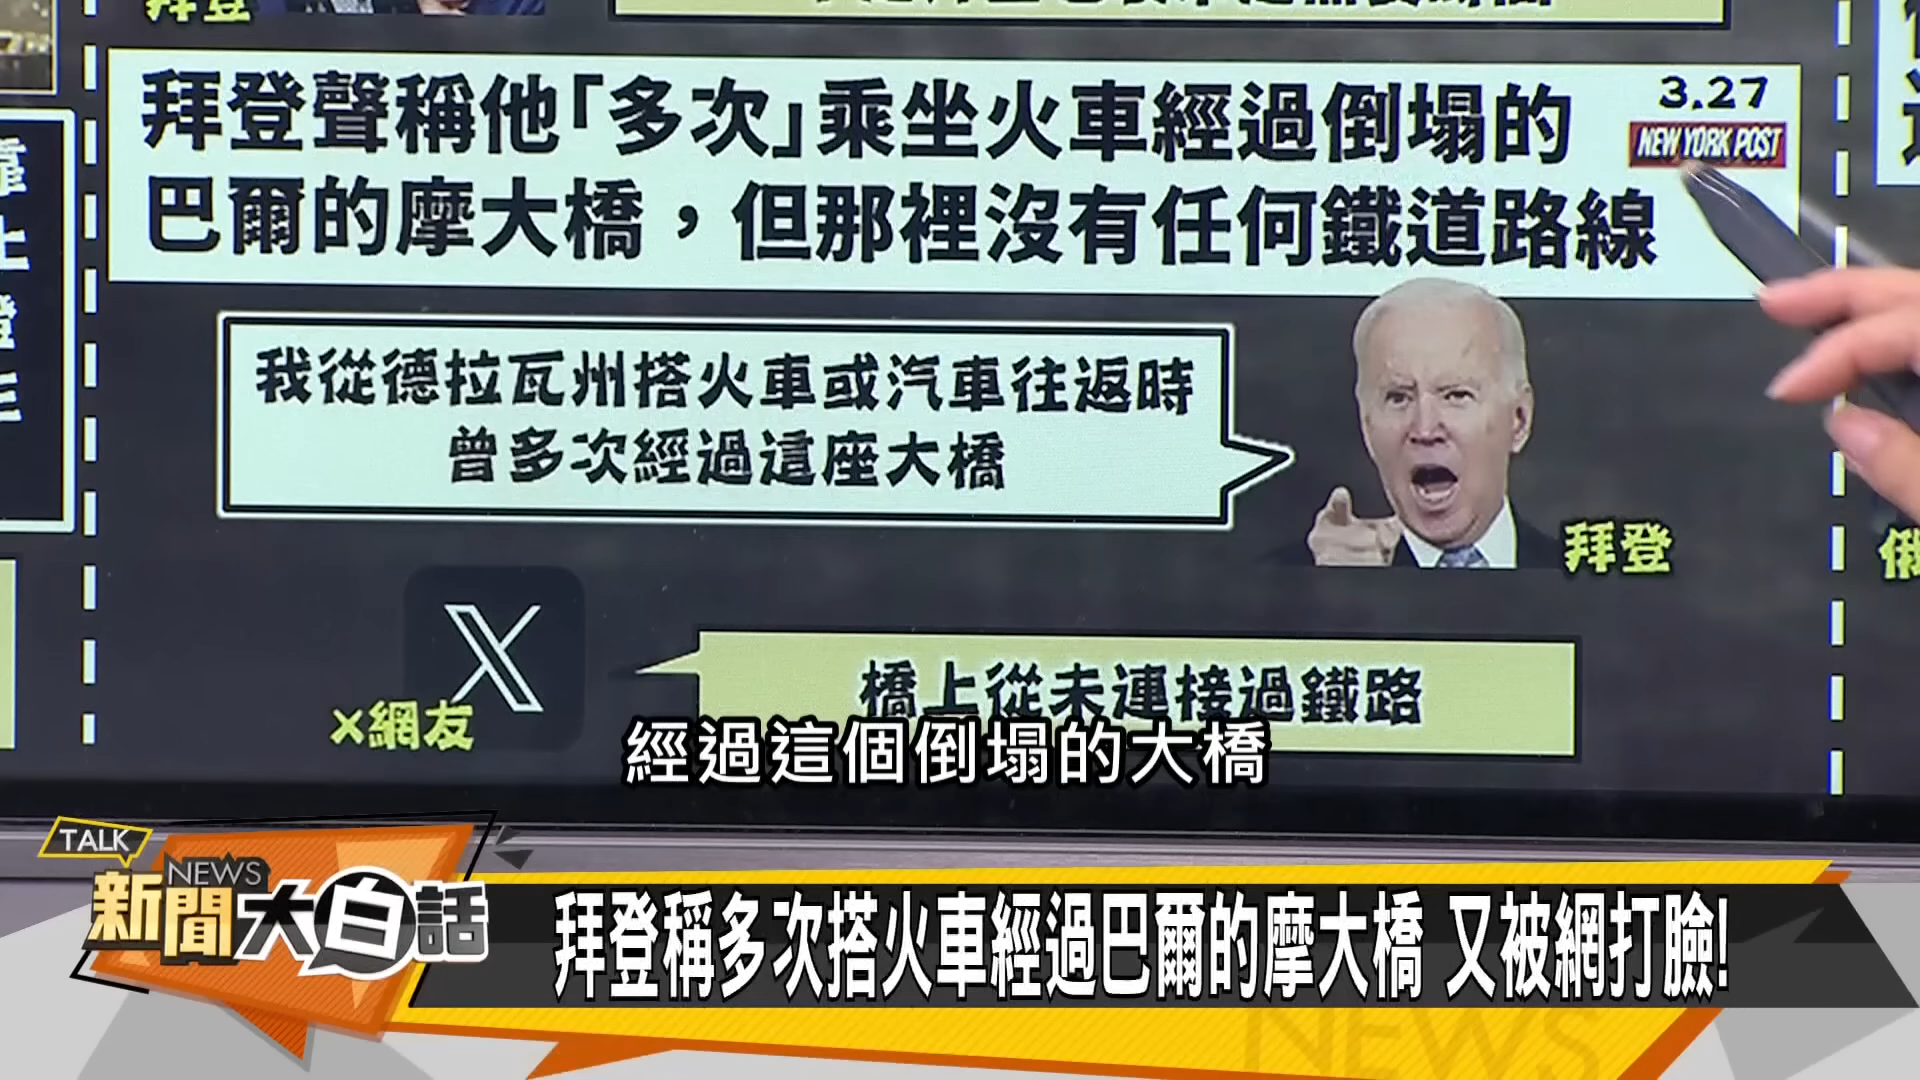 拜登
拜登聲稱他「多次」乘坐火車經過倒塌的
巴爾的摩大橋，但那裡沒有任何鐵道路線
3.27
NEW YORK POST
我從德拉瓦州搭火車或汽車往返時
曾多次經過這座大橋
拜登
俄
X
X網友
橋上從未連接過鐵路
經過這個倒塌的大橋
TALK
NEWS
新聞大白話
拜登稱多次搭火車經過巴爾的摩大橋 又被網打臉!
NEWS